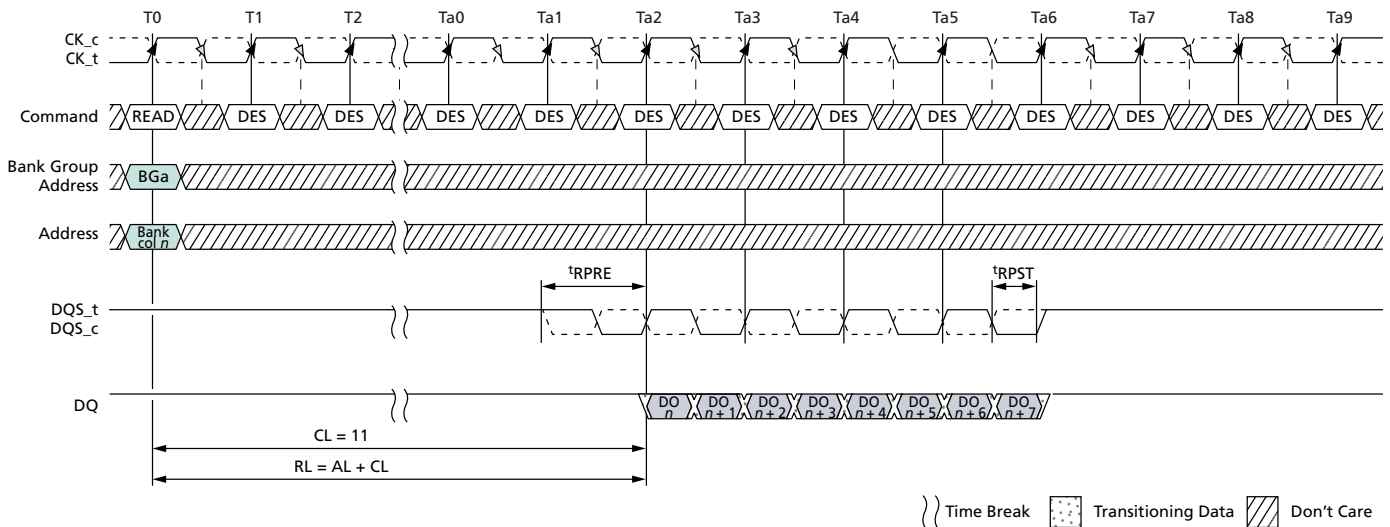 T0 T1 T2 Ta0 Ta1 Ta2 Ta3 Ta4 Ta5 Ta6 Ta7 Ta8 Ta9
CK_c
CK_t
Command READ DES DES DES DES DES DES DES DES DES DES DES DES
Bank Group
Address BGa
Address Bank
col n
tRPRE tRPST
DQS_t
DQS_c
DQ DO
n DO
n + 1 DO
n + 2 DO
n + 3 DO
n + 4 DO
n + 5 DO
n + 6 DO
n + 7
CL = 11
RL = AL + CL
Time Break Transitioning Data Don't Care